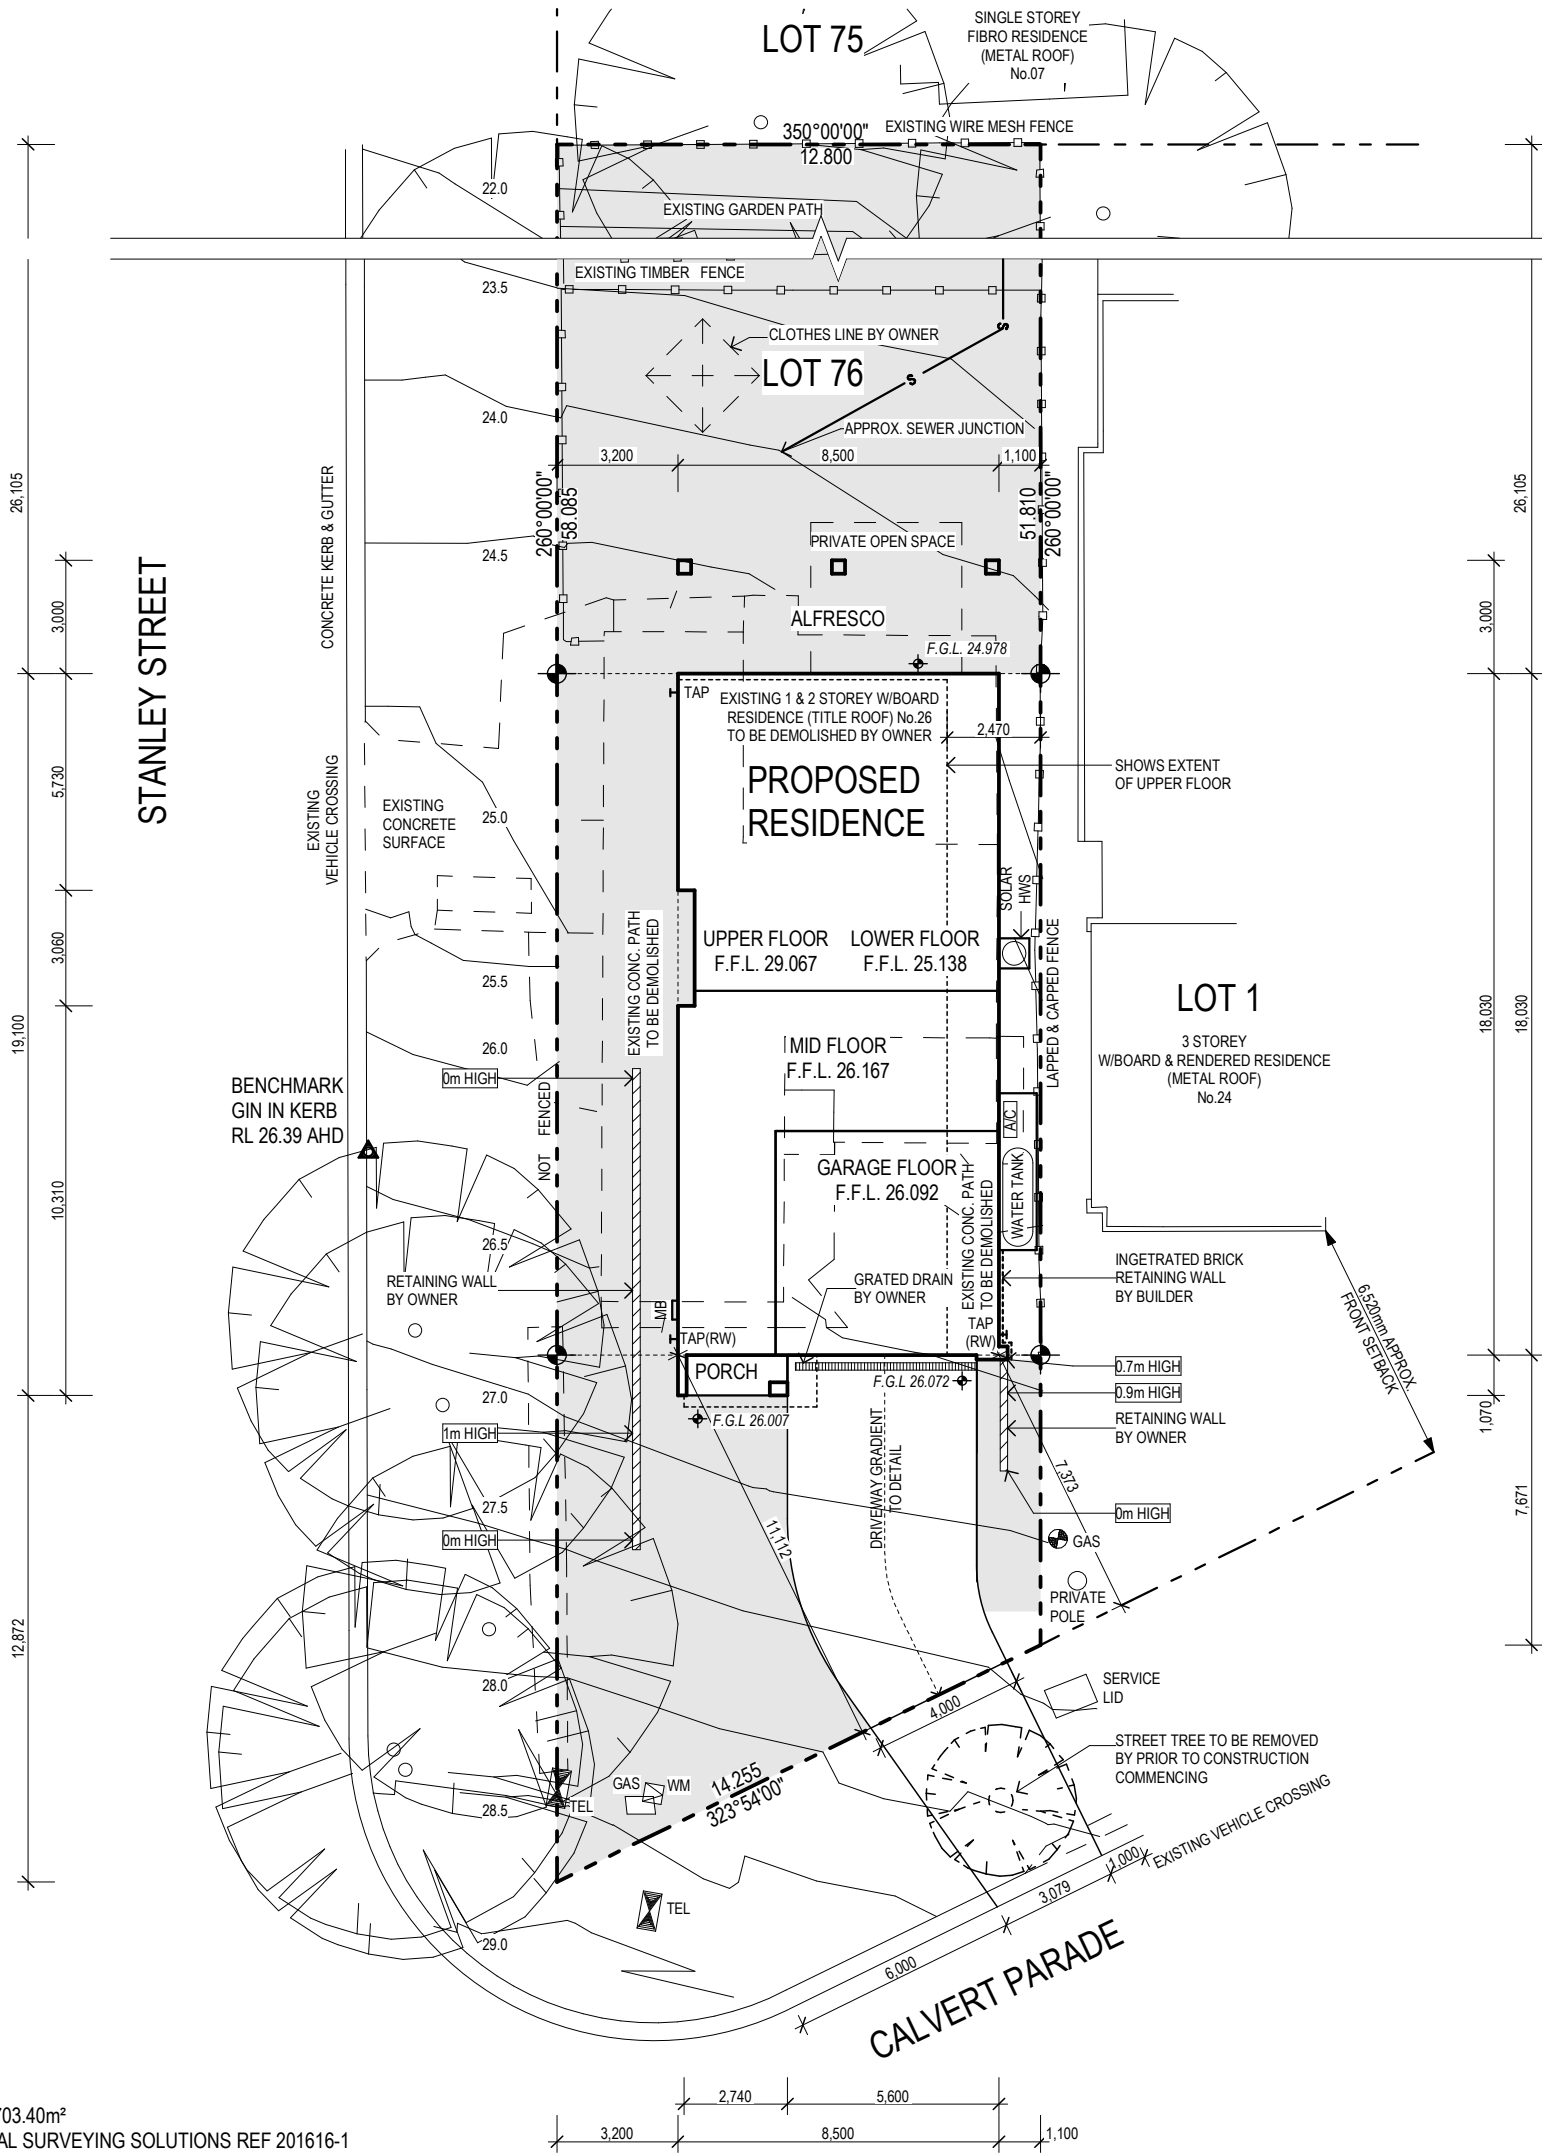 LOT 75
SINGLE STOREY
FIBRO RESIDENCE
(METAL ROOF)
No.07
350°00'00"
12.800
EXISTING WIRE MESH FENCE
22.0
EXISTING GARDEN PATH
EXISTING TIMBER FENCE
23.5
CLOTHES LINE BY OWNER
LOT 76
S
S
24.0
APPROX. SEWER JUNCTION
3,200
8,500
1,100
26,105
26,105
CONCRETE KERB & GUTTER
260°00'00"
58.085
51.810
260°00'00"
24.5
PRIVATE OPEN SPACE
3,000
3,000
ALFRESCO
F.G.L. 24.978
STANLEY STREET
TAP
EXISTING 1 & 2 STOREY W/BOARD
RESIDENCE (TITLE ROOF) No.26
TO BE DEMOLISHED BY OWNER
2,470
SHOWS EXTENT
OF UPPER FLOOR
PROPOSED
RESIDENCE
5,730
EXISTING
VEHICLE CROSSING
EXISTING
CONCRETE
SURFACE
25.0
SOLAR
HWS
EXISTING CONC. PATH
TO BE DEMOLISHED
UPPER FLOOR
F.F.L. 29.067
LOWER FLOOR
F.F.L. 25.138
3,060
25.5
LAPPED & CAPPED FENCE
LOT 1
3 STOREY
W/BOARD & RENDERED RESIDENCE
(METAL ROOF)
No.24
19,100
18,030
18,030
26.0
MID FLOOR
F.F.L. 26.167
0m HIGH
BENCHMARK
GIN IN KERB
RL 26.39 AHD
NOT FENCED
A/C
WATER TANK
GARAGE FLOOR
F.F.L. 26.092
10,310
EXISTING CONC. PATH
TO BE DEMOLISHED
26.5
RETAINING WALL
BY OWNER
GRATED DRAIN
BY OWNER
INGETRATED BRICK
RETAINING WALL
BY BUILDER
MB
TAP(RW)
TAP
(RW)
6,520mm APPROX.
FRONT SETBACK
PORCH
F.G.L 26.072
0.7m HIGH
0.9m HIGH
27.0
F.G.L 26.007
1m HIGH
RETAINING WALL
BY OWNER
1,070
DRIVEWAY GRADIENT
TO DETAIL
7,373
7,671
27.5
11,112
0m HIGH
0m HIGH
GAS
PRIVATE
POLE
12,872
28.0
SERVICE
LID
4,000
STREET TREE TO BE REMOVED
BY PRIOR TO CONSTRUCTION
COMMENCING
14.255
323°54'00"
GAS
WM
TEL
28.5
EXISTING VEHICLE CROSSING
1,000
3,079
TEL
29.0
6,000
CALVERT PARADE
2,740
5,600
3,200
8,500
1,100
03.40m²
AL SURVEYING SOLUTIONS REF 201616-1